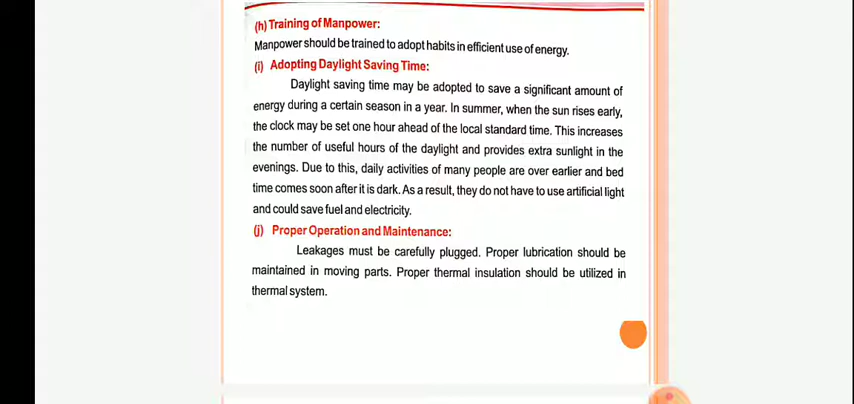 (h) Training of Manpower:
Manpower should be trained to adopt habits in efficient use of energy.
(i) Adopting Daylight Saving Time:
Daylight saving time may be adopted to save a significant amount of
energy during a certain season in a year. In summer, when the sun rises early,
the clock may be set one hour ahead of the local standard time. This increases
the number of useful hours of the daylight and provides extra sunlight in the
evenings. Due to this, daily activities of many people are over earlier and bed
time comes soon after it is dark. As a result, they do not have to use artificial light
and could save fuel and electricity.
(j) Proper Operation and Maintenance:
Leakages must be carefully plugged. Proper lubrication should be
maintained in moving parts. Proper thermal insulation should be utilized in
thermal system.